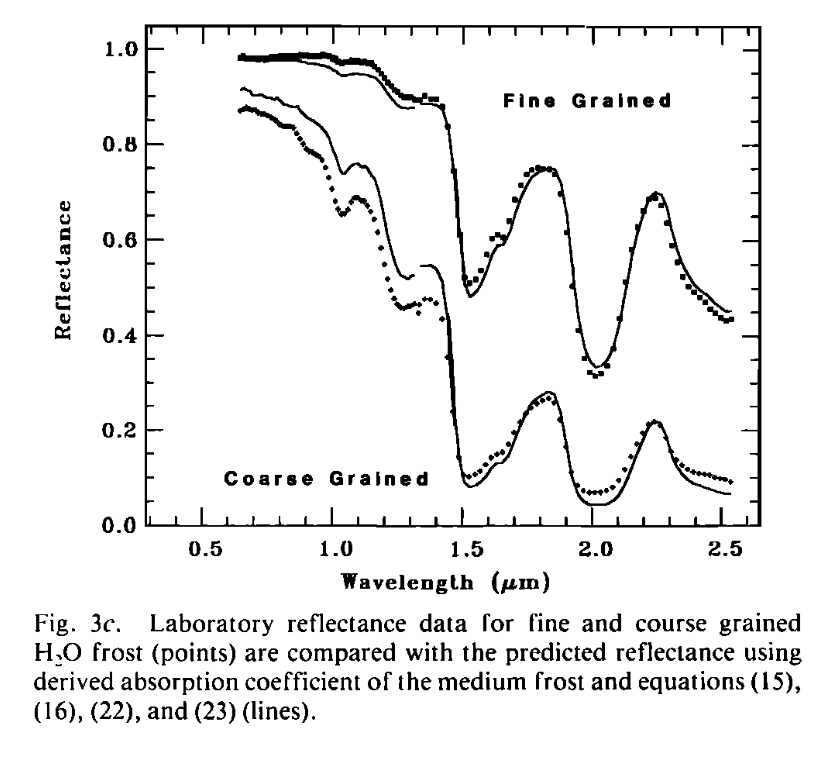 1.0
Fine Grained
0.8
0.6
Reflectance
0.4
0.2
Coarse Grained
0.0
0.5 1.0 1.5 2.0 2.5
Wavelength (μm)
Fig. 3c. Laboratory reflectance data for fine and course grained
H₂O frost (points) are compared with the predicted reflectance using
derived absorption coefficient of the medium frost and equations (15),
(16), (22), and (23) (lines).